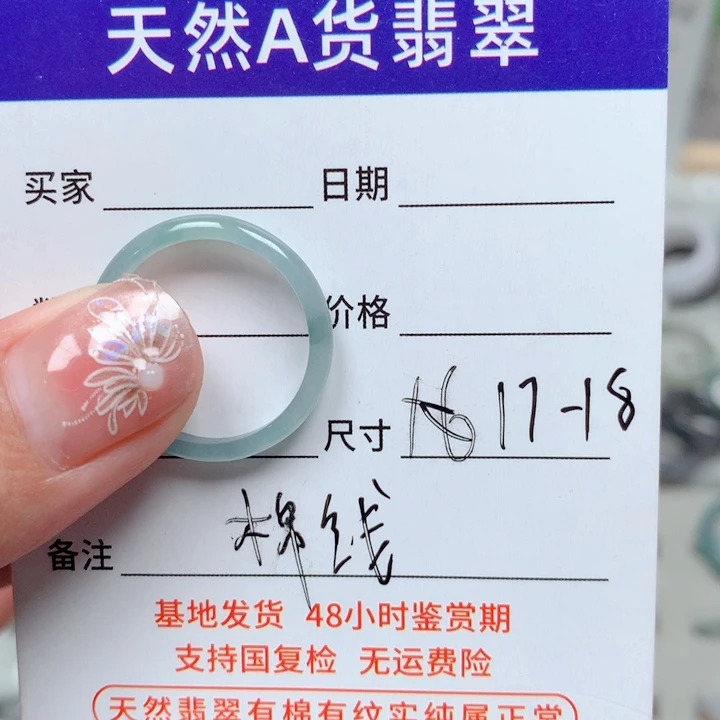 天然A货翡翠
买家 日期
价格
尺寸 17-18
备注 棉线
基地发货 48小时鉴赏期
支持国复检 无运费险
天然翡翠有棉有纹实纯属正常